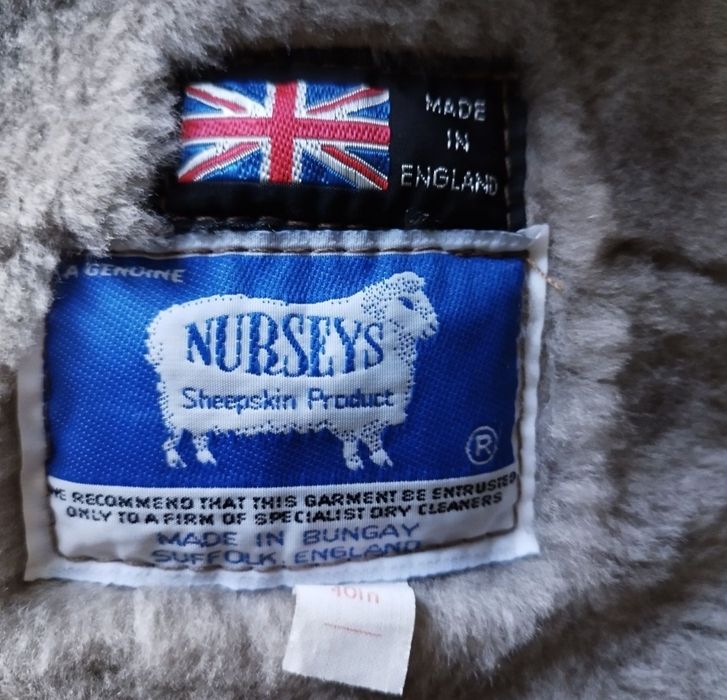 MADE
IN
ENGLAND
A GENUINE
NURSEYS
Sheepskin Product
®
WE RECOMMEND THAT THIS GARMENT BE ENTRUSTED
ONLY TO A FIRM OF SPECIALIST DRY CLEANERS
MADE IN BUNGAY
SUFFOLK ENGLAND
40in